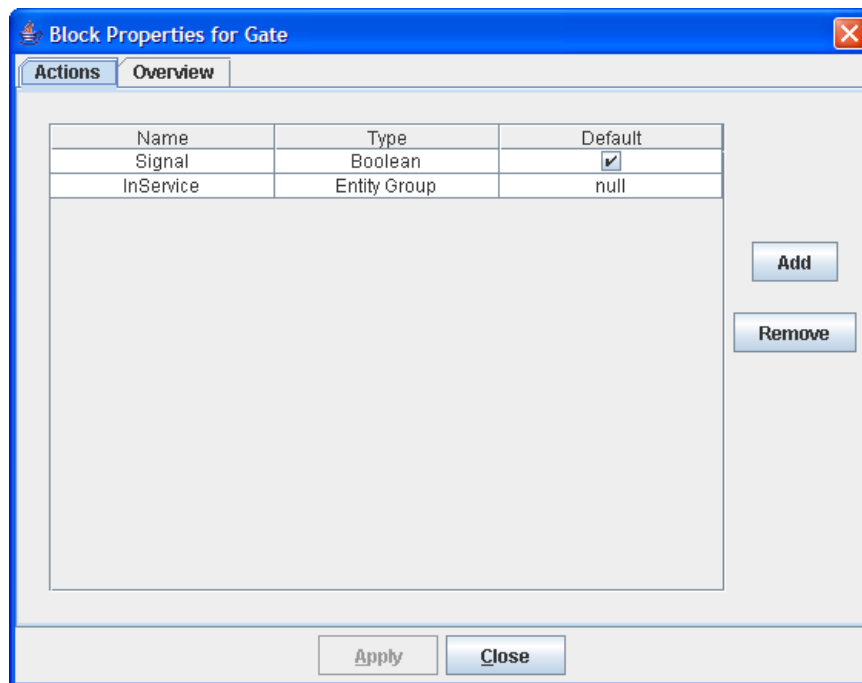 Block Properties for Gate
Actions Overview
Name Type Default
Signal Boolean
InService Entity Group null
Add
Remove
Apply Close